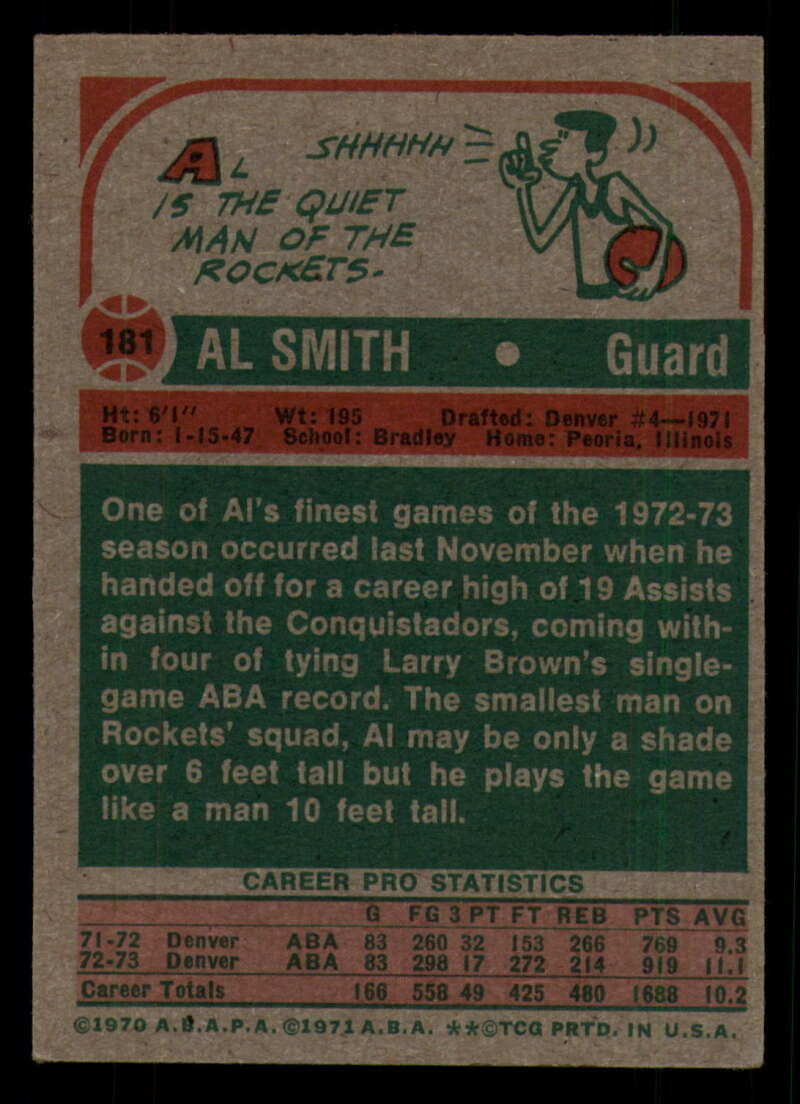 AL SHHHHH
IS THE QUIET
MAN OF THE
ROCKETS.
181 AL SMITH • Guard
Ht: 6'1" Wt: 195 Drafted: Denver #4—1971
Born: 1-15-47 School: Bradley Home: Peoria, Illinois
One of Al's finest games of the 1972-73
season occurred last November when he
handed off for a career high of 19 Assists
against the Conquistadors, coming with-
in four of tying Larry Brown's single-
game ABA record. The smallest man on
Rockets' squad, Al may be only a shade
over 6 feet tall but he plays the game
like a man 10 feet tall.
CAREER PRO STATISTICS
G FG 3 PT FT REB PTS AVG
71-72 Denver ABA 83 260 32 153 266 769 9.3
72-73 Denver ABA 83 298 17 272 214 919 11.1
Career Totals 166 558 49 425 480 1688 10.2
©1970 A.B.A.P.A. ©1971 A.B.A. **©TCG PRTD. IN U.S.A.